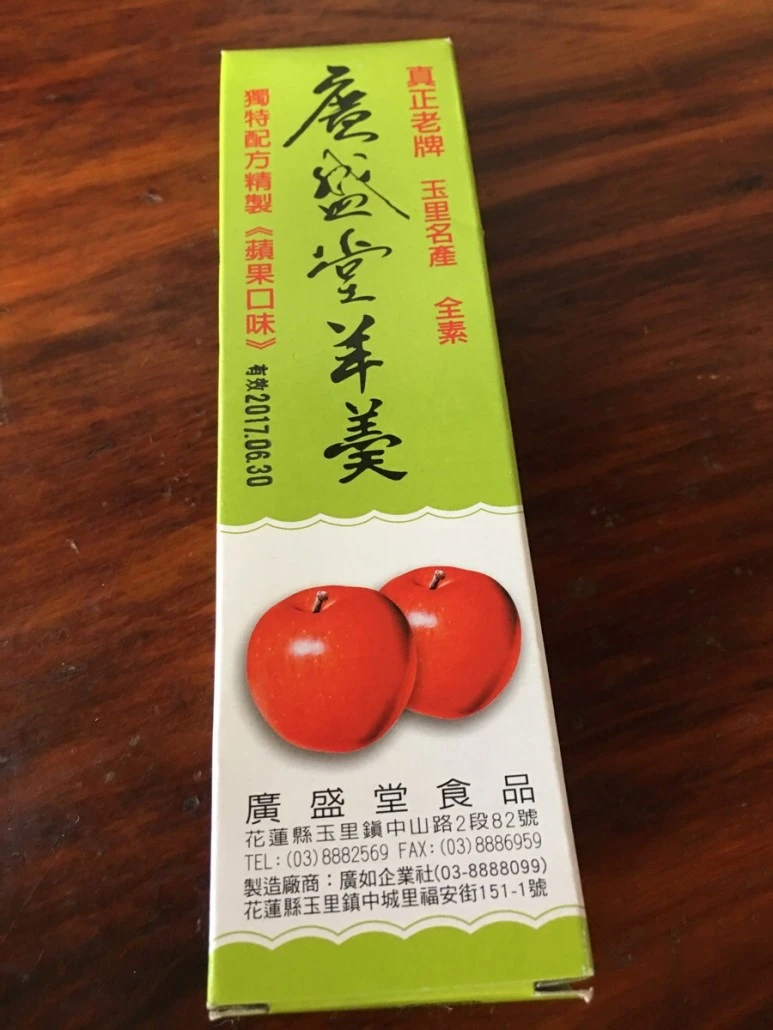 真正老牌 玉里名產 全素
廣盛堂羊羹
獨特配方精製《蘋果口味》
有效2017.06.30
廣盛堂食品
花蓮縣玉里鎭中山路2段82號
TEL:(03)8882569 FAX:(03)8886959
製造廠商：廣如企業社(03-8888099)
花蓮縣玉里鎮中城里福安街151-1號